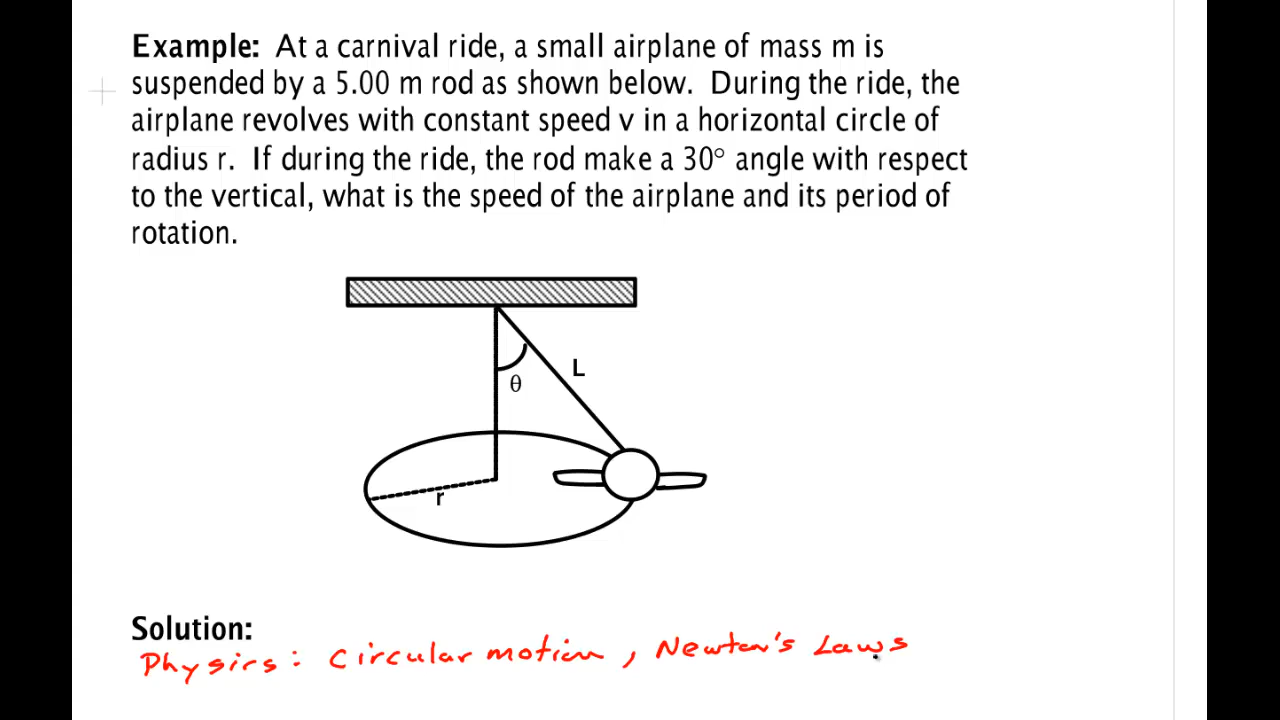 Example: At a carnival ride, a small airplane of mass m is
suspended by a 5.00 m rod as shown below. During the ride, the
airplane revolves with constant speed v in a horizontal circle of
radius r. If during the ride, the rod make a 30° angle with respect
to the vertical, what is the speed of the airplane and its period of
rotation.
L
θ
r
Solution:
Physics: Circular motion, Newton's Laws